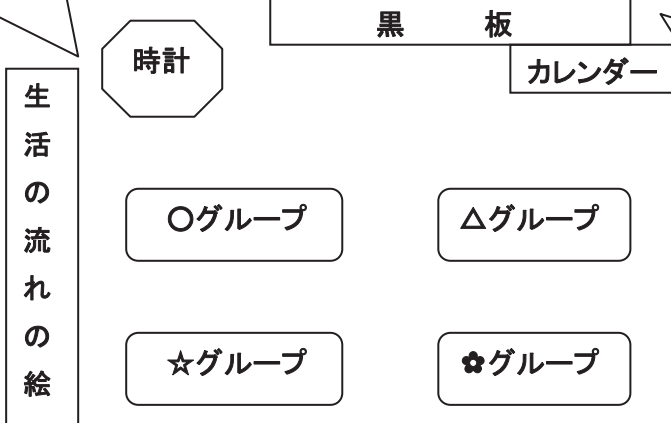 黒　板
時計
カレンダー
生活の流れの絵
○グループ
△グループ
☆グループ
✿グループ